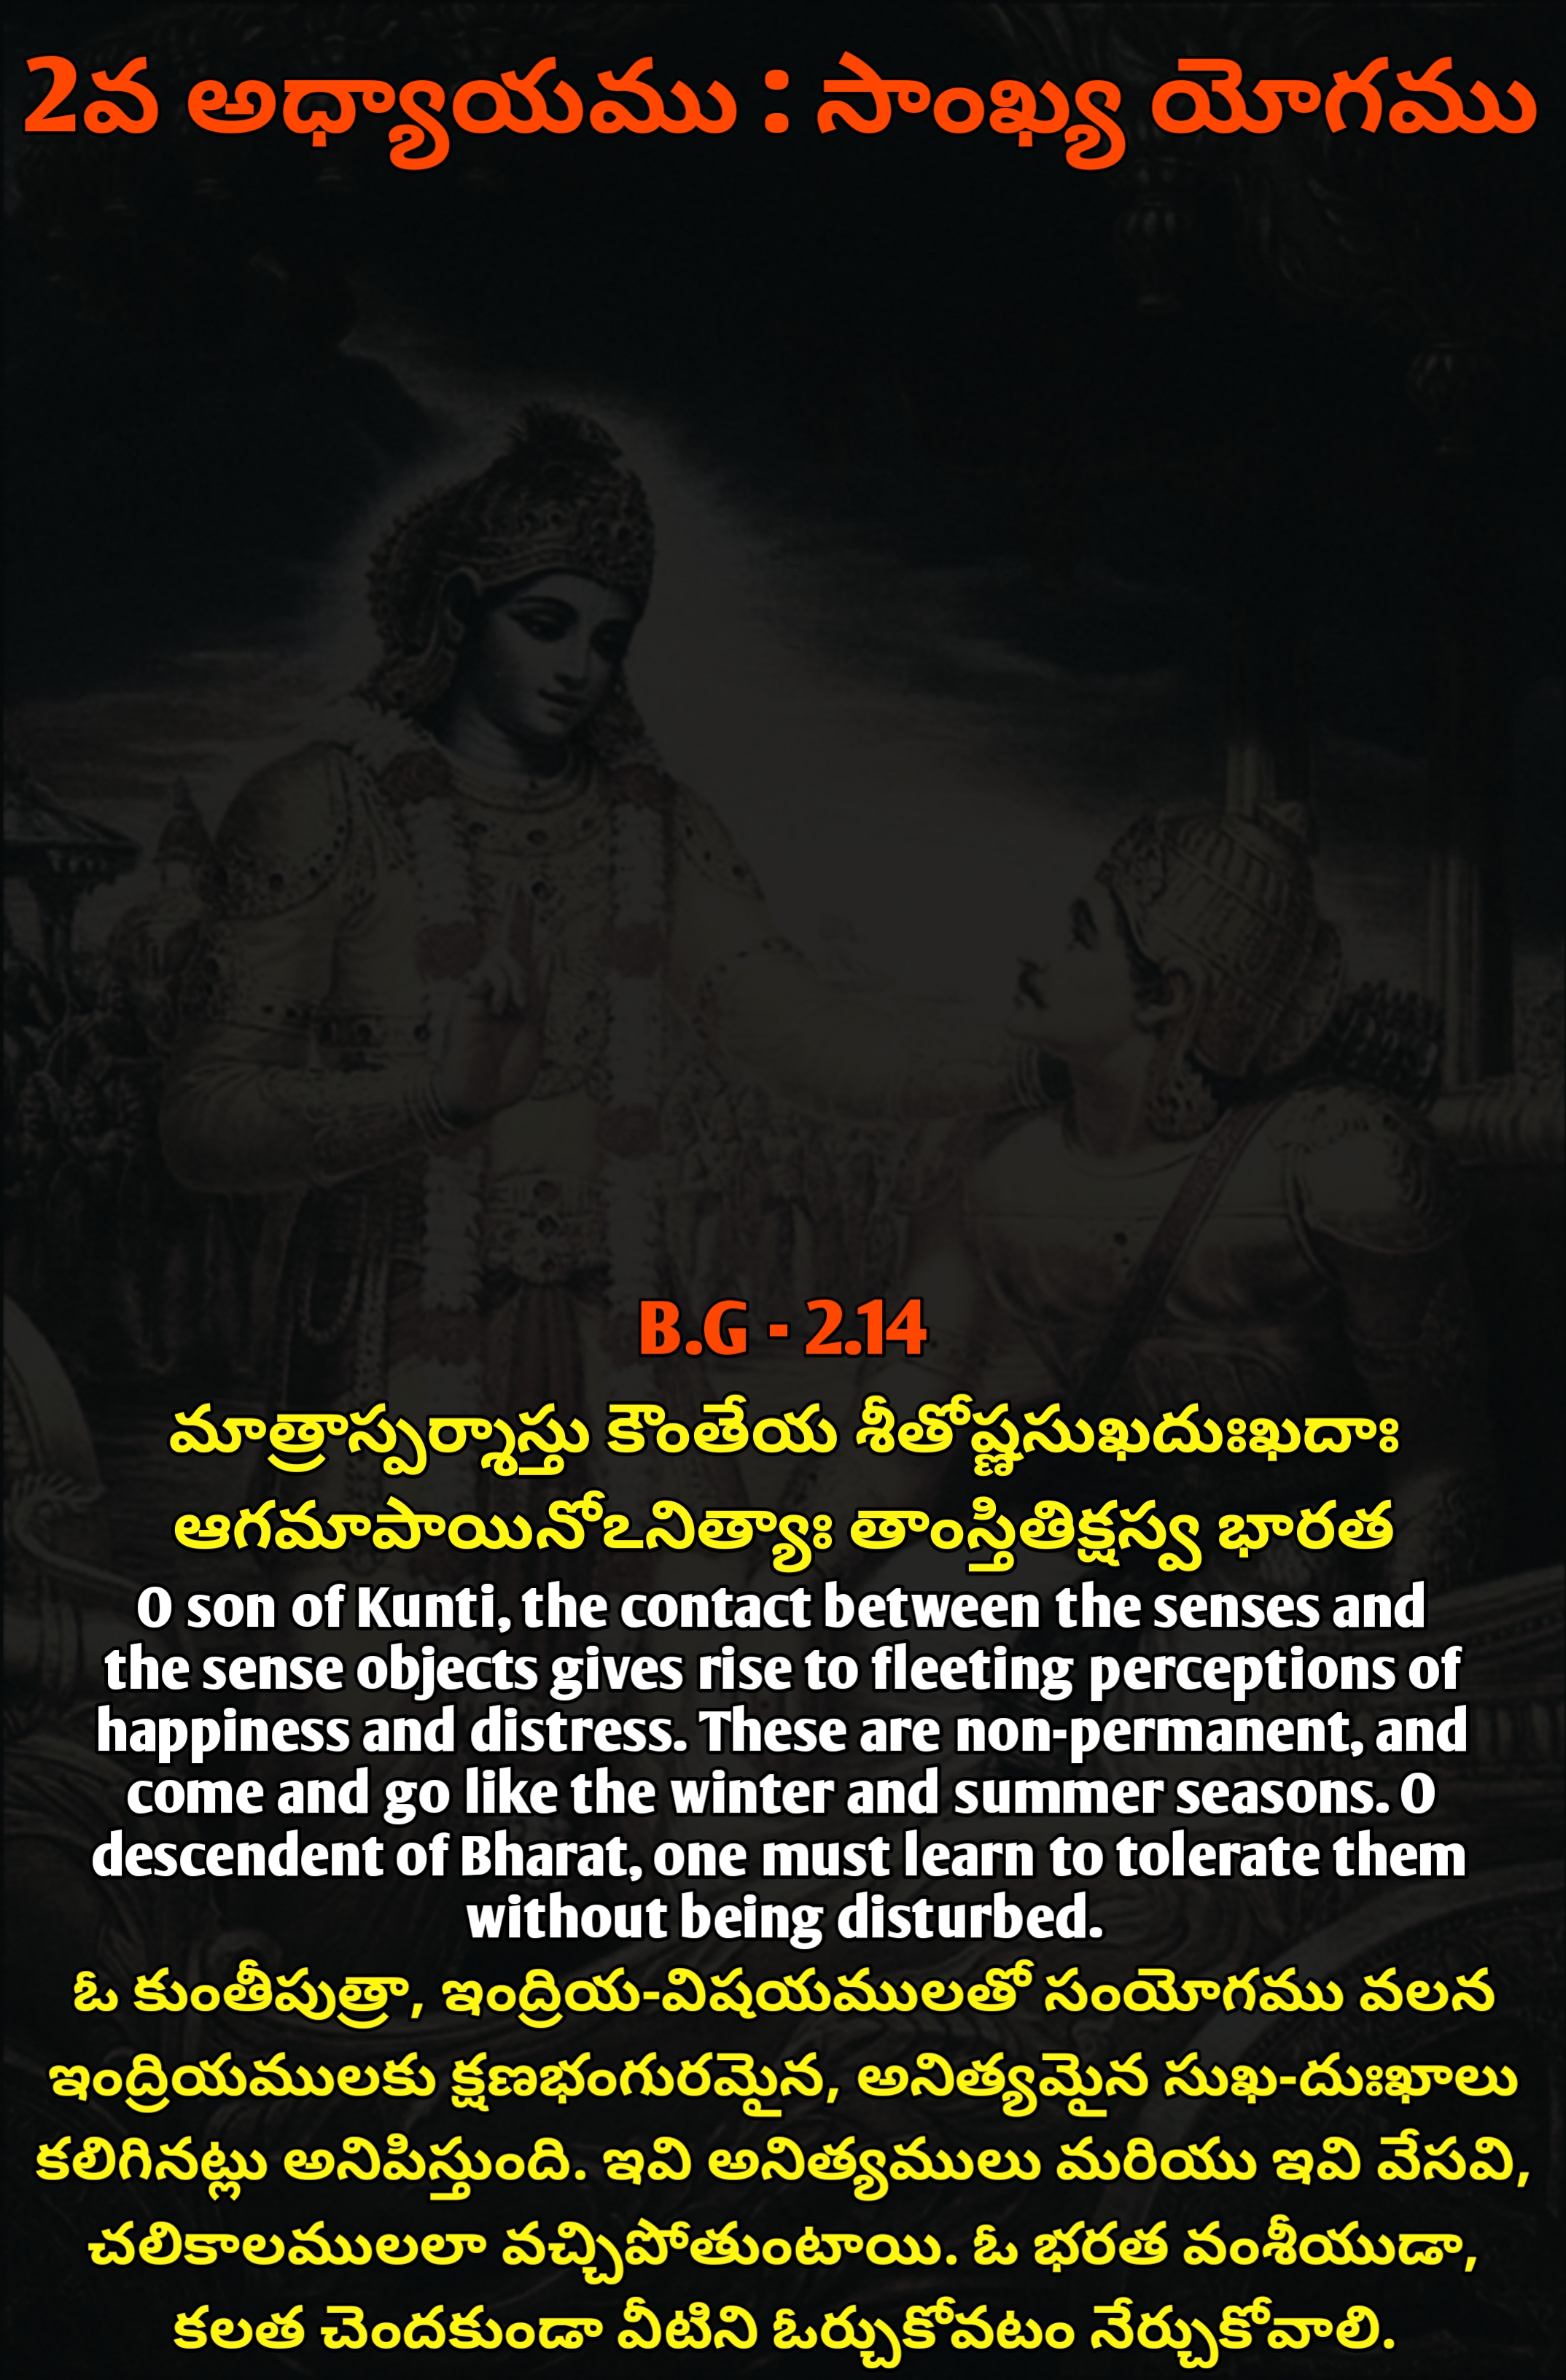 2వ అధ్యాయము : సాంఖ్య యోగము
B.G - 2.14
మాత్రాస్పర్శాస్తు కౌంతేయ శీతోష్ణసుఖదుఃఖదాః
ఆగమాపాయినోఽనిత్యాః తాంస్తితిక్షస్వ భారత
O son of Kunti, the contact between the senses and
the sense objects gives rise to fleeting perceptions of
happiness and distress. These are non-permanent, and
come and go like the winter and summer seasons. O
descendent of Bharat, one must learn to tolerate them
without being disturbed.
ఓ కుంతీపుత్రా, ఇంద్రియ-విషయములతో సంయోగము వలన
ఇంద్రియములకు క్షణభంగురమైన, అనిత్యమైన సుఖ-దుఃఖాలు
కలిగినట్లు అనిపిస్తుంది. ఇవి అనిత్యములు మరియు ఇవి వేసవి,
చలికాలములలా వచ్చిపోతుంటాయి. ఓ భరత వంశీయుడా,
కలత చెందకుండా వీటిని ఓర్చుకోవటం నేర్చుకోవాలి.